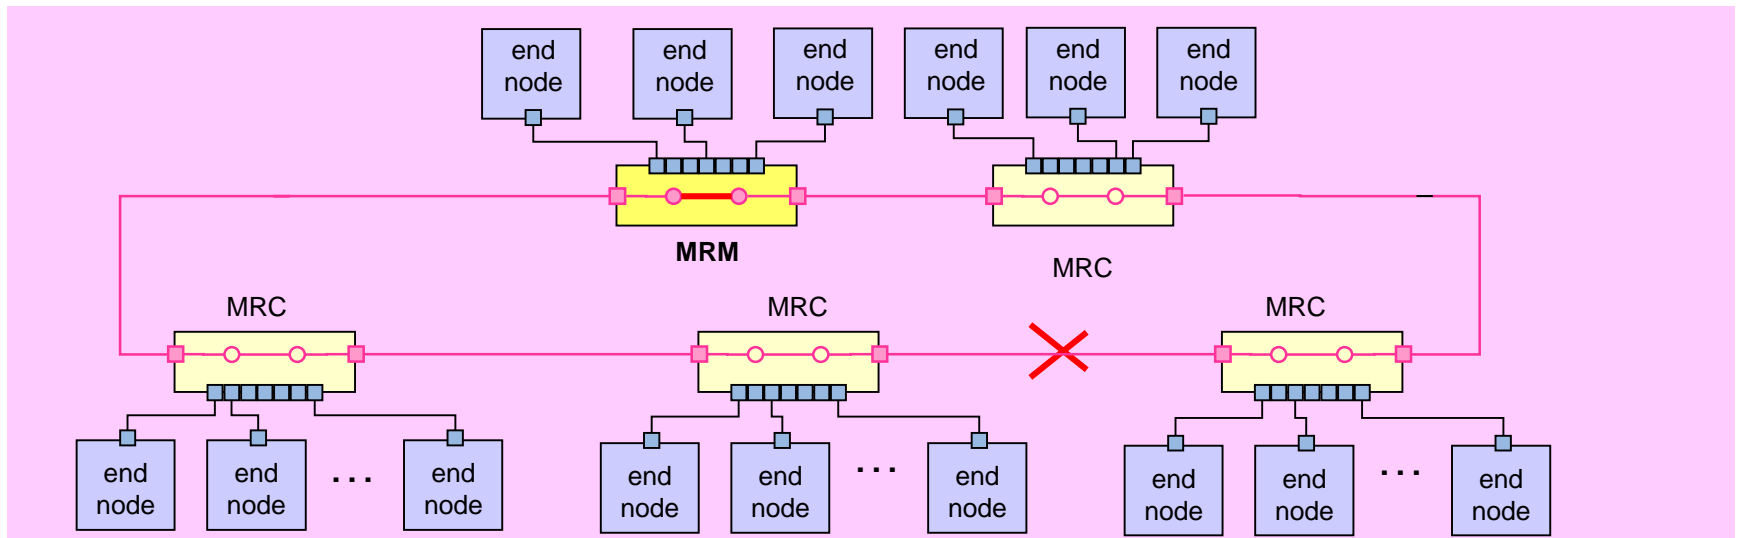 end node
end node
end node
end node
end node
end node
MRM
MRC
MRC
MRC
MRC
end node
end node
. . .
end node
end node
end node
. . .
end node
end node
end node
. . .
end node